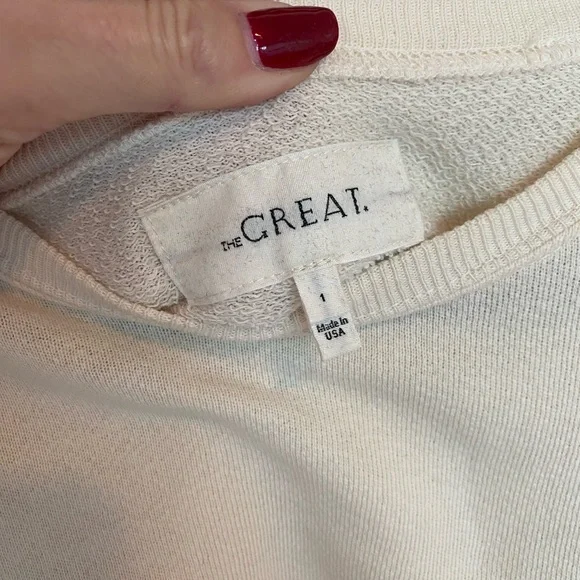 THE GREAT.
1
Made in
USA